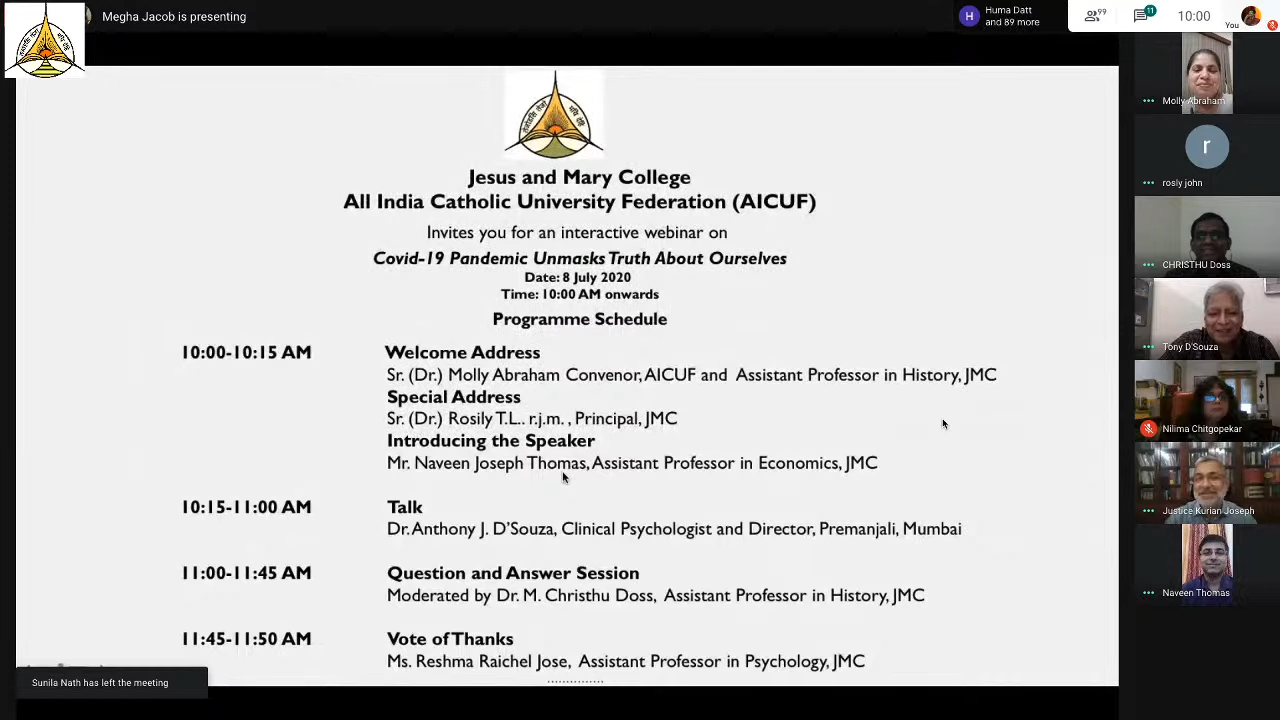 Megha Jacob is presenting
Huma Datt
and 89 more
99
11
10:00
You
Jesus and Mary College
All India Catholic University Federation (AICUF)
Invites you for an interactive webinar on
Covid-19 Pandemic Unmasks Truth About Ourselves
Date: 8 July 2020
Time: 10:00 AM onwards
Programme Schedule
10:00-10:15 AM Welcome Address
Sr. (Dr.) Molly Abraham Convenor, AICUF and Assistant Professor in History, JMC
Special Address
Sr. (Dr.) Rosily T.L.. r.j.m. , Principal, JMC
Introducing the Speaker
Mr. Naveen Joseph Thomas, Assistant Professor in Economics, JMC
10:15-11:00 AM Talk
Dr. Anthony J. D'Souza, Clinical Psychologist and Director, Premanjali, Mumbai
11:00-11:45 AM Question and Answer Session
Moderated by Dr. M. Christhu Doss, Assistant Professor in History, JMC
11:45-11:50 AM Vote of Thanks
Ms. Reshma Raichel Jose, Assistant Professor in Psychology, JMC
...............
Sunila Nath has left the meeting
Molly Abraham
r
rosly john
CHRISTHU Doss
Tony D'Souza
Nilima Chitgopekar
Justice Kurian Joseph
Naveen Thomas
H